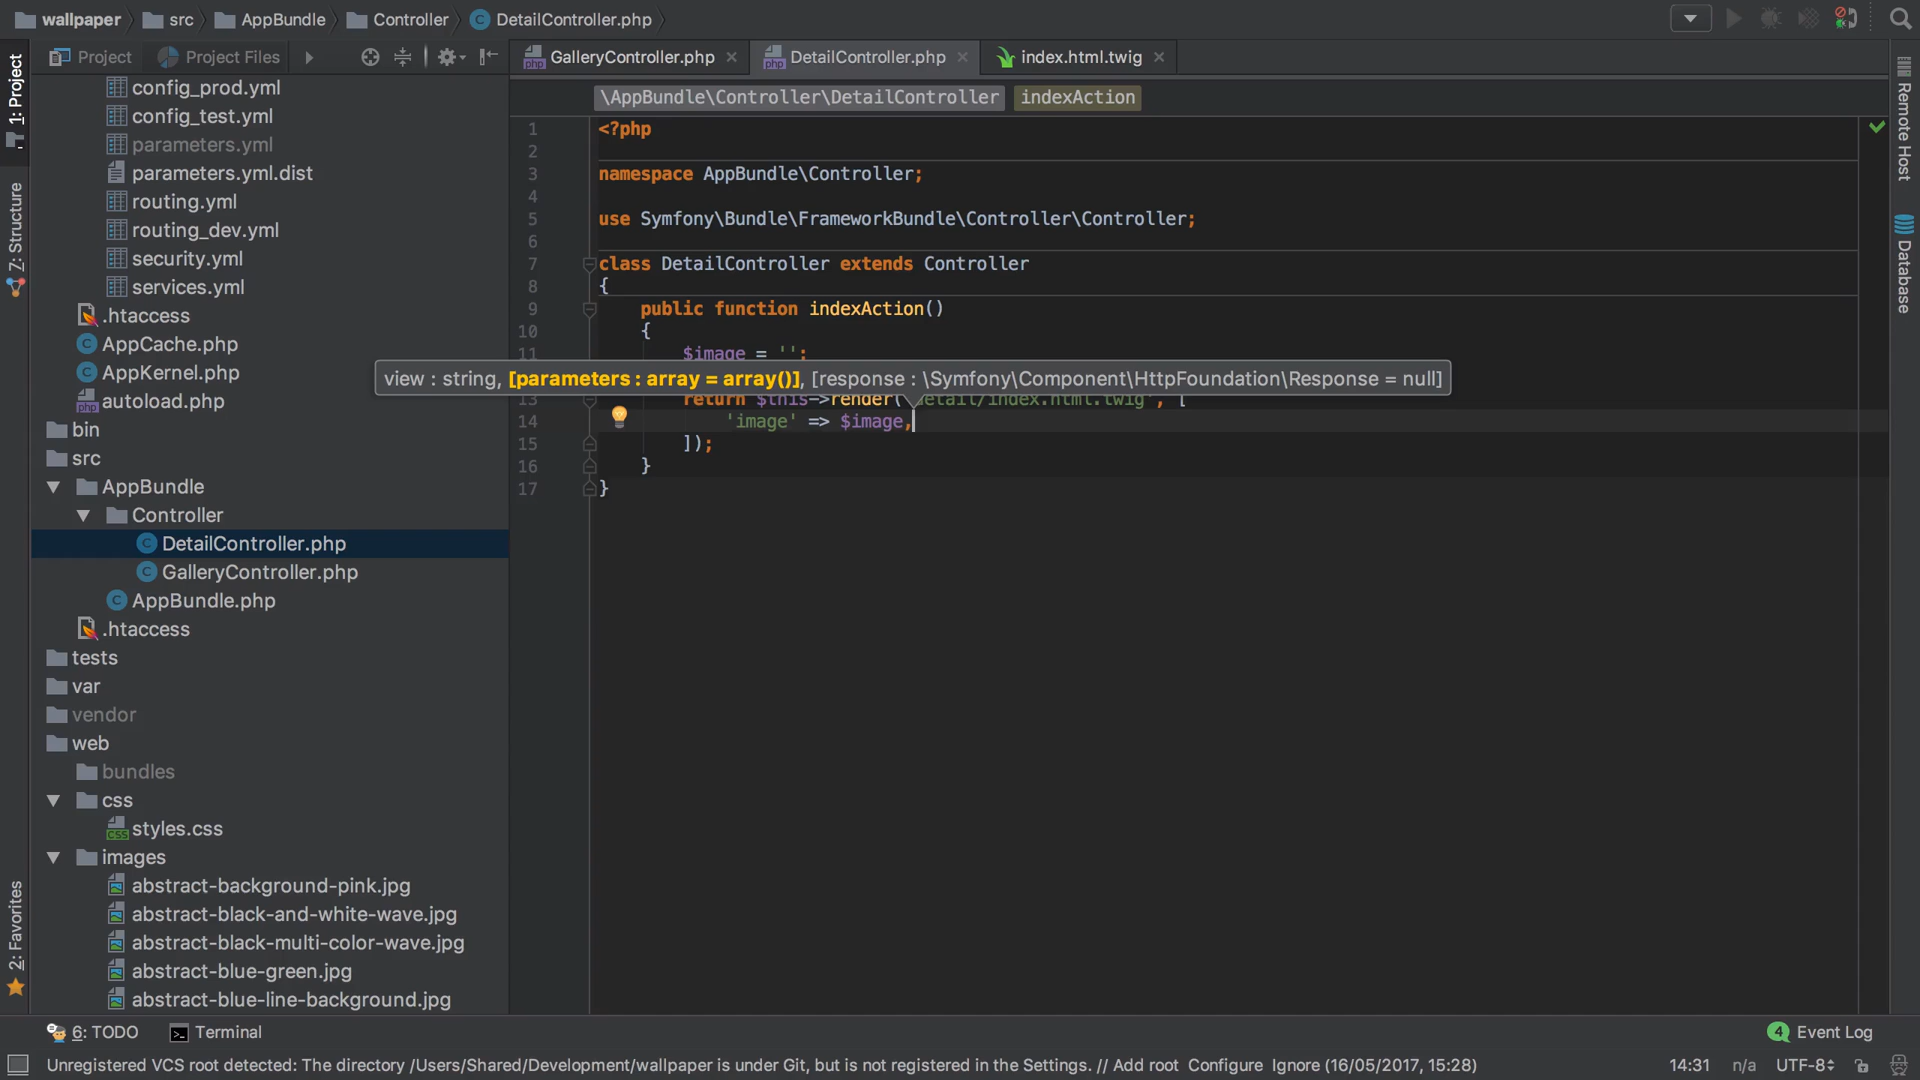 wallpaper src AppBundle Controller DetailController.php
Project Project Files GalleryController.php DetailController.php index.html.twig
1: Project
Z: Structure
2: Favorites
config_prod.yml
config_test.yml
parameters.yml
parameters.yml.dist
routing.yml
routing_dev.yml
security.yml
services.yml
.htaccess
AppCache.php
AppKernel.php
autoload.php
bin
src
AppBundle
Controller
DetailController.php
GalleryController.php
AppBundle.php
.htaccess
tests
var
vendor
web
bundles
css
styles.css
images
abstract-background-pink.jpg
abstract-black-and-white-wave.jpg
abstract-black-multi-color-wave.jpg
abstract-blue-green.jpg
abstract-blue-line-background.jpg
\AppBundle\Controller\DetailController indexAction
1 <?php
2
3 namespace AppBundle\Controller;
4
5 use Symfony\Bundle\FrameworkBundle\Controller\Controller;
6
7 class DetailController extends Controller
8 {
9 public function indexAction()
10 {
11 $image = '';
view : string, [parameters : array = array()], [response : \Symfony\Component\HttpFoundation\Response = null]
13 return $this->render('detail/index.html.twig', [
14 'image' => $image,
15 ]);
16 }
17 }
Remote Host
Database
6: TODO Terminal 4 Event Log
Unregistered VCS root detected: The directory /Users/Shared/Development/wallpaper is under Git, but is not registered in the Settings. // Add root Configure Ignore (16/05/2017, 15:28) 14:31 n/a UTF-8